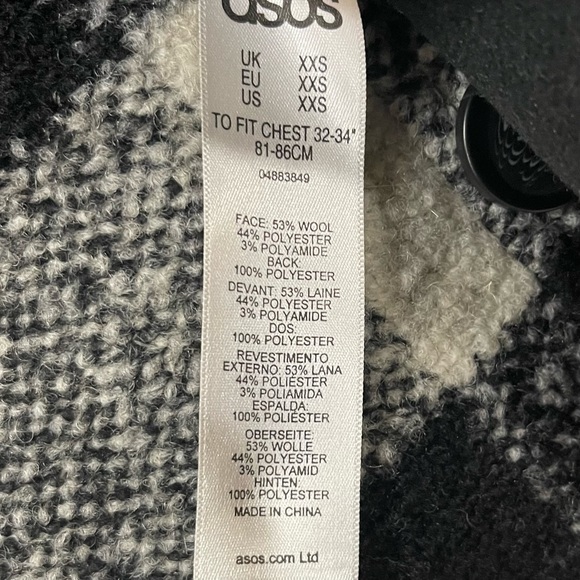 asos
UK XXS
EU XXS
US XXS
TO FIT CHEST 32-34"
81-86CM
04883849
FACE: 53% WOOL
44% POLYESTER
3% POLYAMIDE
BACK:
100% POLYESTER
DEVANT: 53% LAINE
44% POLYESTER
3% POLYAMIDE
DOS:
100% POLYESTER
REVESTIMENTO
EXTERNO: 53% LANA
44% POLIÉSTER
3% POLIAMIDA
ESPALDA:
100% POLIÉSTER
OBERSEITE:
53% WOLLE
44% POLYESTER
3% POLYAMID
HINTEN:
100% POLYESTER
MADE IN CHINA
asos.com Ltd